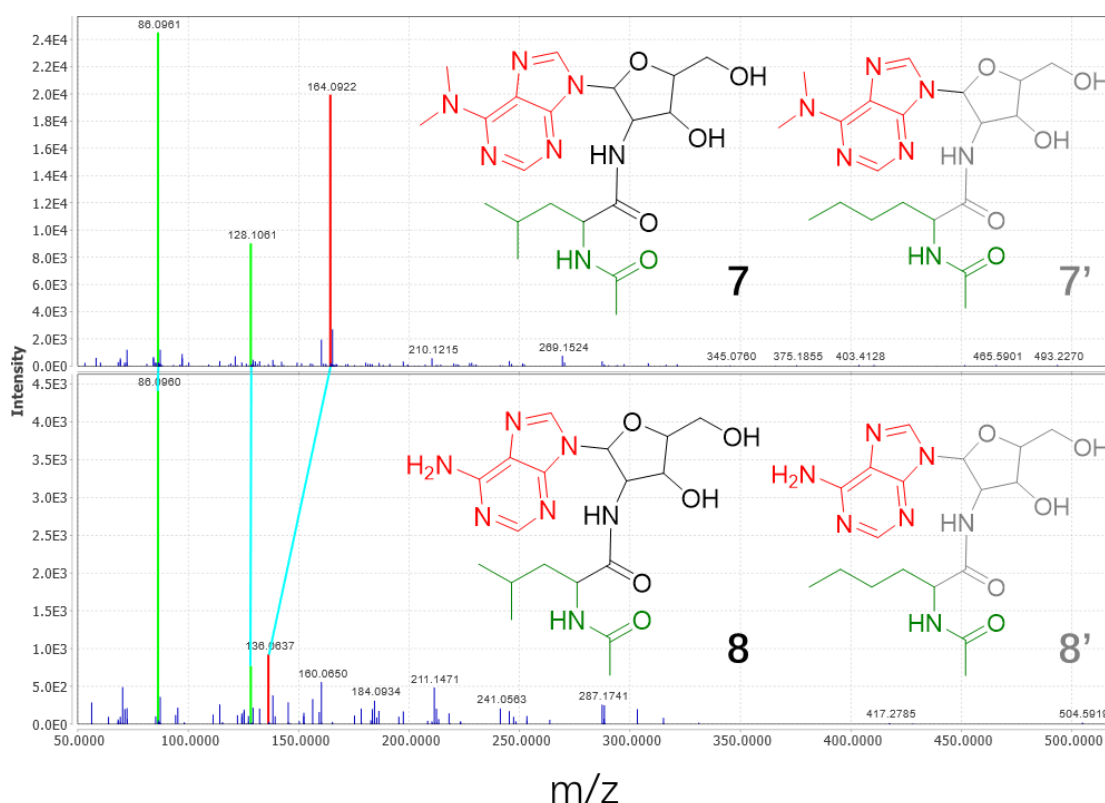 86.0961
2.4E4
2.2E4
2.0E4
1.8E4
1.6E4
1.4E4
1.2E4
1.0E4
8.0E3
6.0E3
4.0E3
2.0E3
0.0E0
164.0922
128.1061
210.1215
269.1524
345.0760
375.1855
403.4128
465.5901
493.2270
N
N
N
N
N
O
OH
OH
HN
O
HN
O
7
N
N
N
N
N
O
OH
OH
HN
O
HN
O
7’
Intensity
86.0960
4.5E3
4.0E3
3.5E3
3.0E3
2.5E3
2.0E3
1.5E3
1.0E3
5.0E2
0.0E0
136.0637
160.0650
184.0934
211.1471
241.0563
287.1741
417.2785
504.5919
H2N
N
N
N
N
O
OH
OH
HN
O
HN
O
8
H2N
N
N
N
N
O
OH
OH
HN
O
HN
O
8’
50.0000 100.0000 150.0000 200.0000 250.0000 300.0000 350.0000 400.0000 450.0000 500.0000
m/z